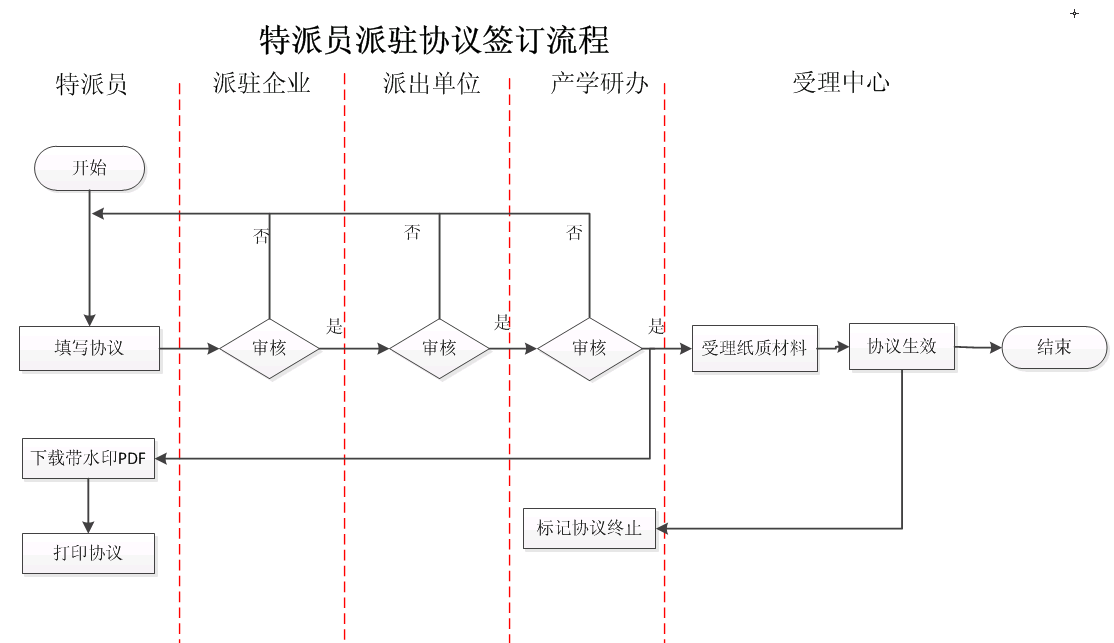 特派员派驻协议签订流程
特派员 派驻企业 派出单位 产学研办 受理中心
开始
否 否 否
是 是 是
填写协议 审核 审核 审核 受理纸质材料 协议生效 结束
下载带水印PDF
标记协议终止
打印协议